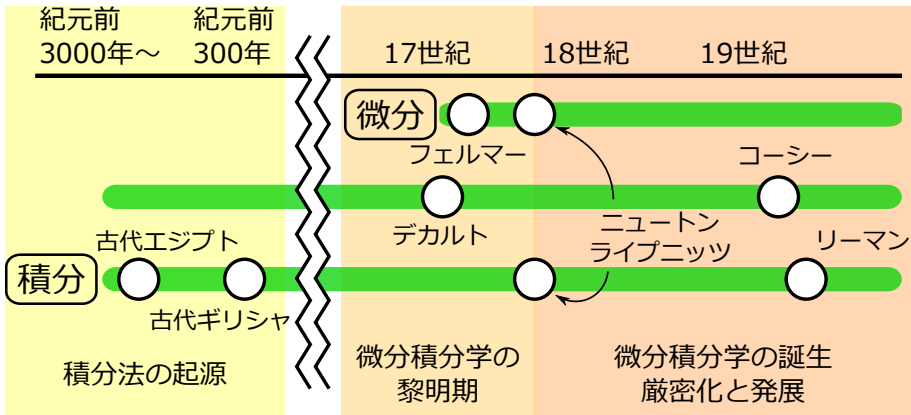 紀元前
3000年～
紀元前
300年
17世紀
18世紀
19世紀
微分
フェルマー
コーシー
デカルト
ニュートン
ライプニッツ
古代エジプト
リーマン
積分
古代ギリシャ
積分法の起源
微分積分学の
黎明期
微分積分学の誕生
厳密化と発展